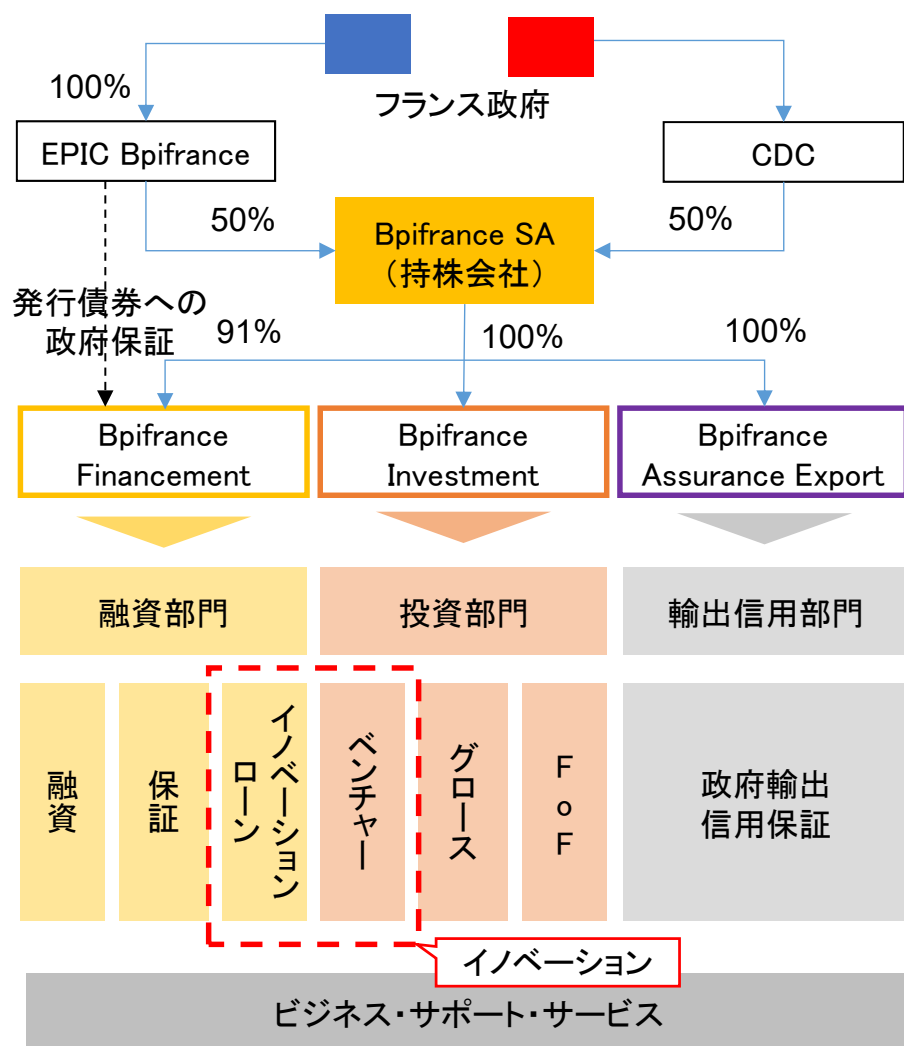 100%
フランス政府
EPIC Bpifrance
CDC
50%
Bpifrance SA
（持株会社）
50%
発行債券への
政府保証
91%
100%
100%
Bpifrance
Financement
Bpifrance
Investment
Bpifrance
Assurance Export
融資部門
投資部門
輸出信用部門
融資
保証
イノベーション
ローン
ベンチャー
グロース
FoF
政府輸出
信用保証
イノベーション
ビジネス・サポート・サービス